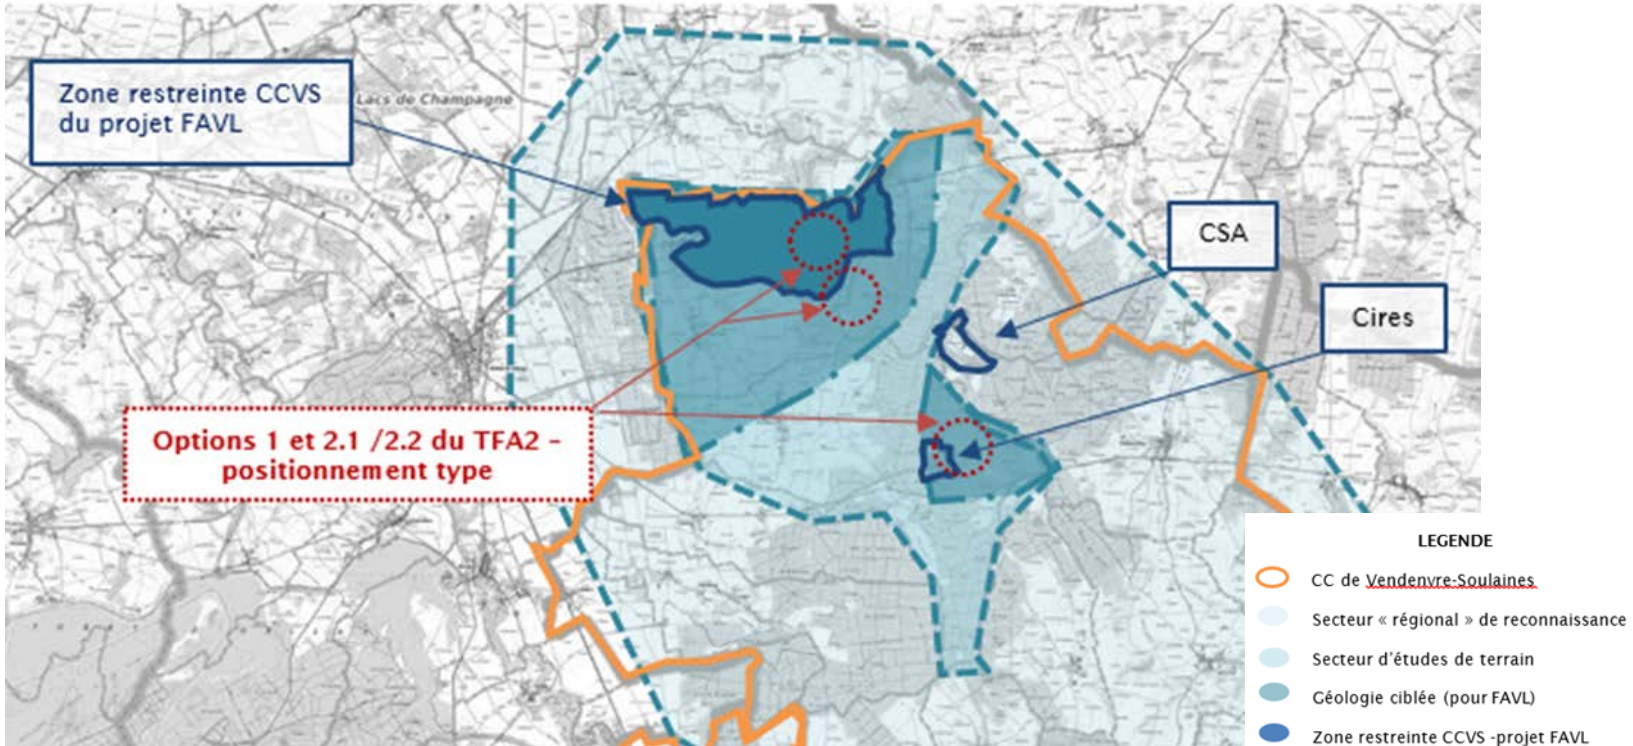 Zone restreinte CCVS
du projet FAVL
Lacs de Champagne
CSA
Cires
Options 1 et 2.1 /2.2 du TFA2 –
positionnement type
LEGENDE
CC de Vendenvre-Soulaines
Secteur « régional » de reconnaissance
Secteur d'études de terrain
Géologie ciblée (pour FAVL)
Zone restreinte CCVS -projet FAVL